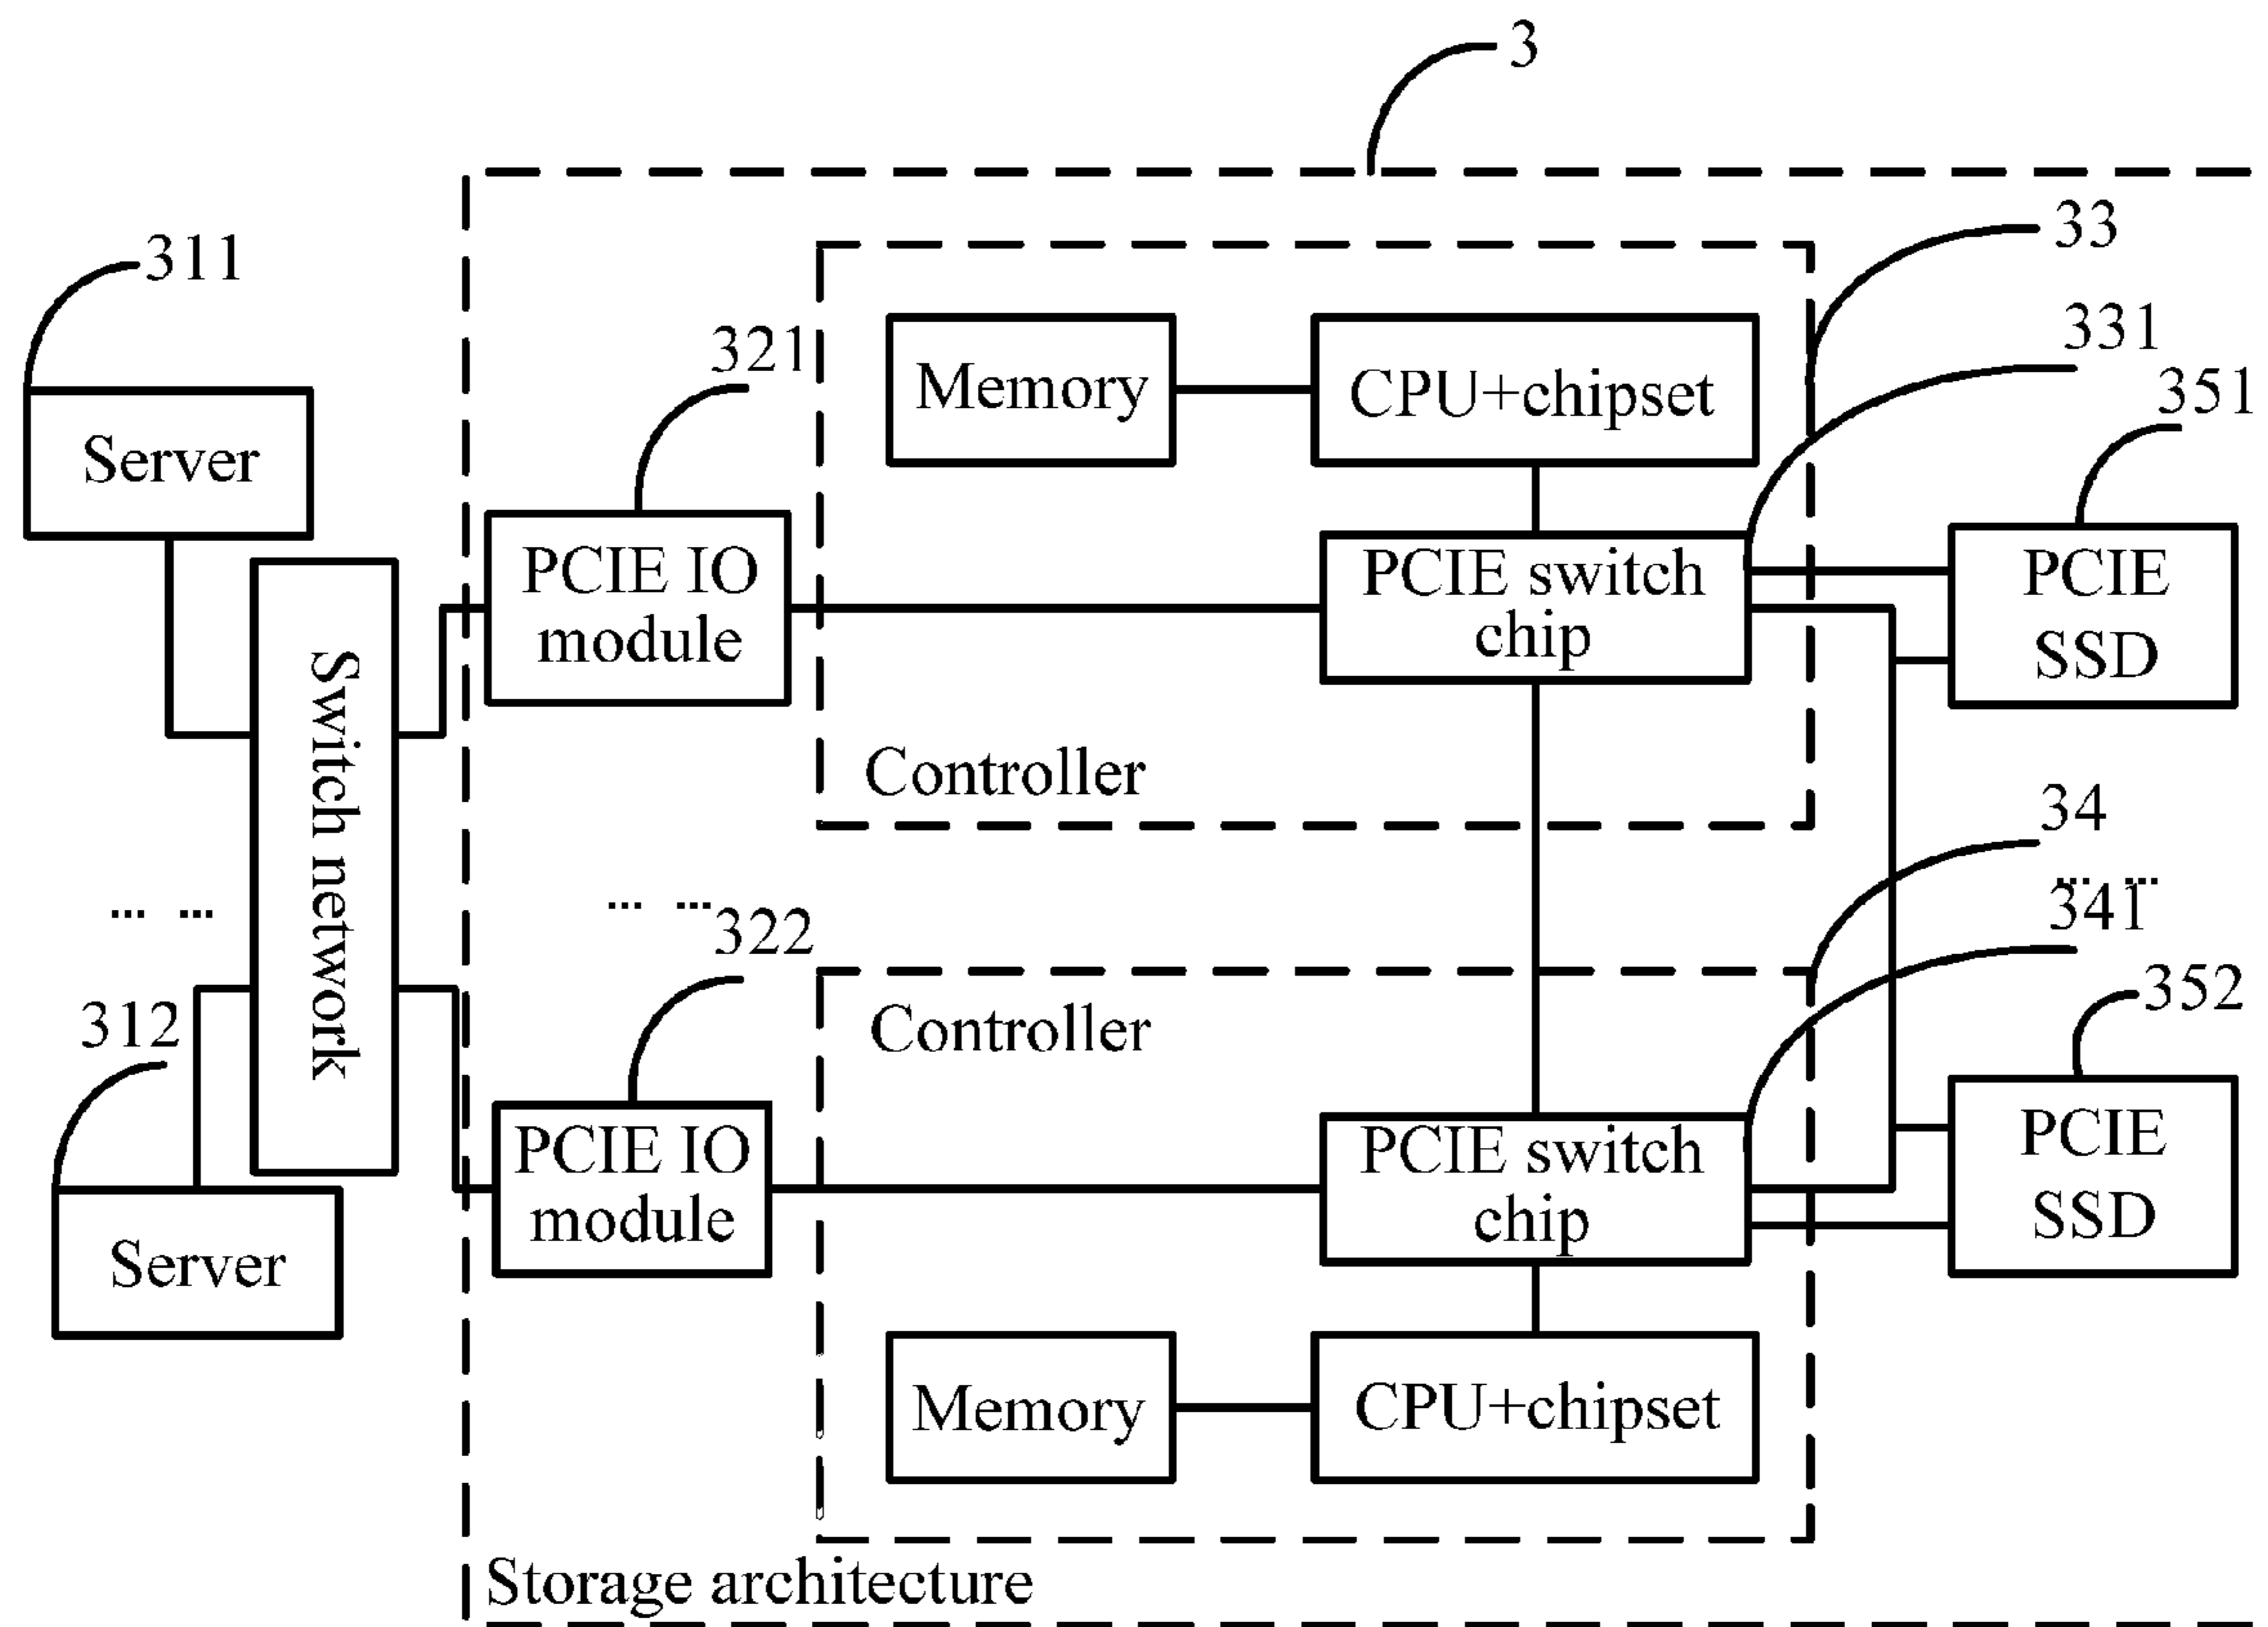 3
33
311
331
321
351
Memory
CPU+chipset
Server
PCIE IO
module
PCIE switch
chip
PCIE
SSD
Switch network
Controller
34
... ...
... ...
... ...
341
322
352
312
Controller
PCIE IO
module
PCIE switch
chip
PCIE
SSD
Server
Memory
CPU+chipset
Storage architecture